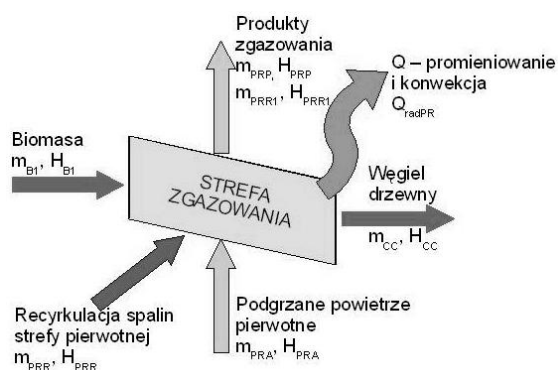 Produkty
zgazowania
m_PRP, H_PRP
m_PRR1, H_PRR1
Q – promieniowanie
i konwekcja
Q_radPR
Biomasa
m_B1, H_B1
STREFA
ZGAZOWANIA
Węgiel
drzewny
m_CC, H_CC
Recyrkulacja spalin
strefy pierwotnej
m_PRR, H_PRR
Podgrzane powietrze
pierwotne
m_PRA, H_PRA